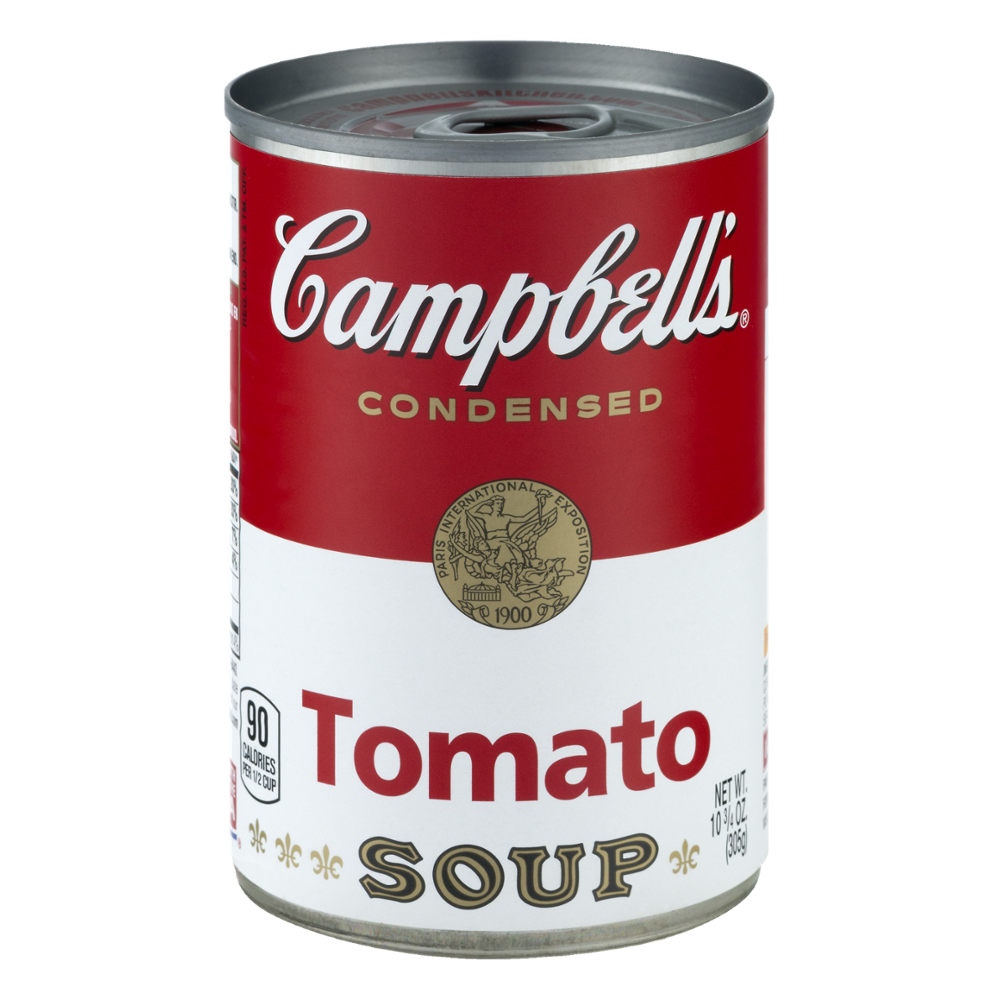 Campbell's®
CONDENSED
PARIS INTERNATIONAL EXPOSITION
1900
90
CALORIES
PER 1/2 CUP
Tomato
NET WT.
10 3/4 OZ.
(305g)
SOUP